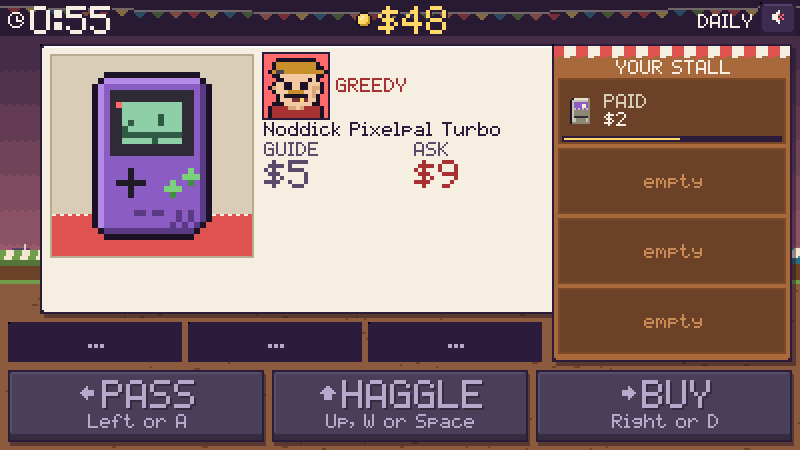 0:55
$48
DAILY
GREEDY
Noddick Pixelpal Turbo
GUIDE
ASK
$5
$9
YOUR STALL
PAID
$2
empty
empty
empty
...
...
...
PASS
Left or A
HAGGLE
Up, W or Space
BUY
Right or D